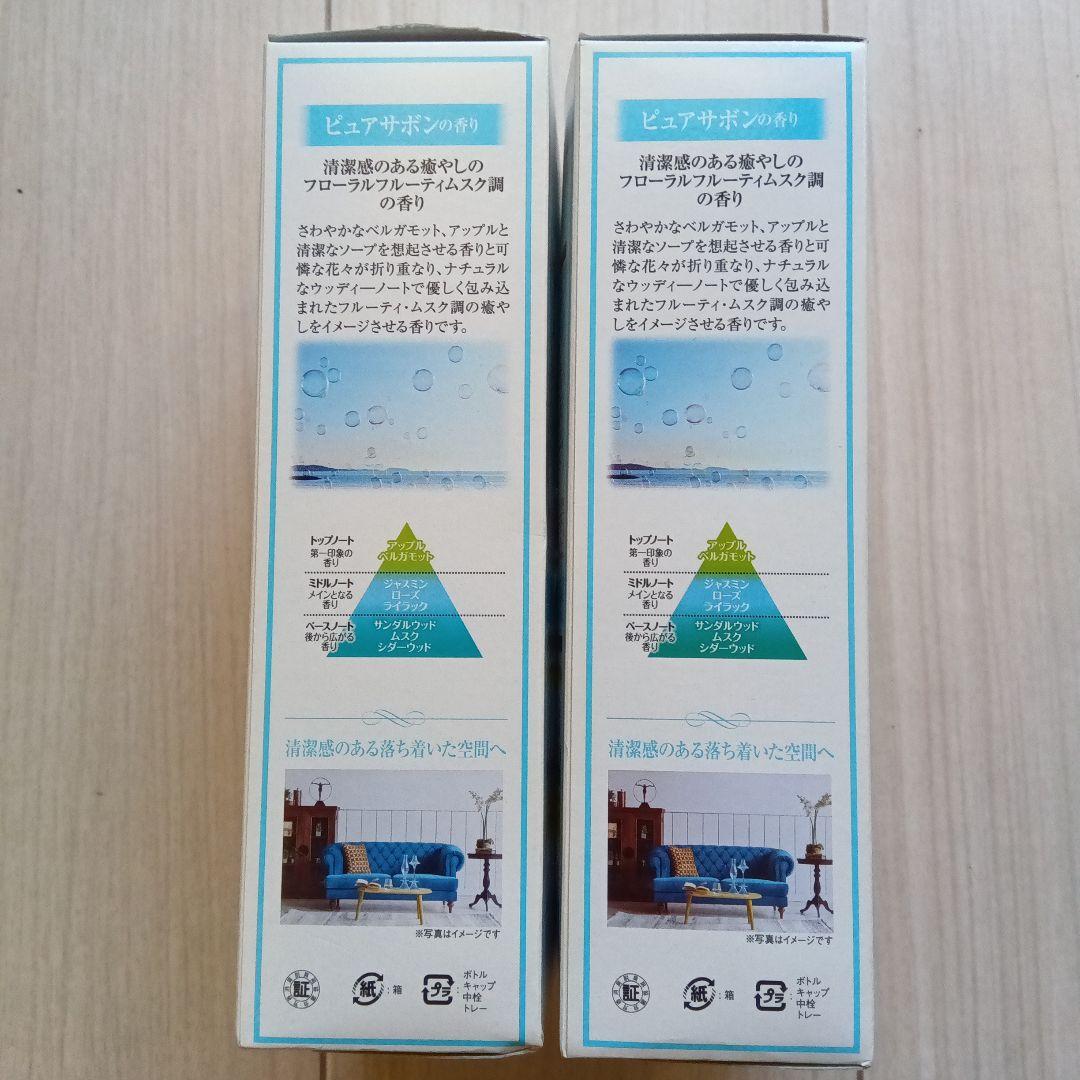 ピュアサボンの香り
清潔感のある癒やしの
フローラルフルーティムスク調
の香り
さわやかなベルガモット、アップルと
清潔なソープを想起させる香りと可
憐な花々が折り重なり、ナチュラル
なウッディーノートで優しく包み込
まれたフルーティ・ムスク調の癒や
しをイメージさせる香りです。
トップノート
第一印象の
香り
アップル
ベルガモット
ミドルノート
メインとなる
香り
ジャスミン
ローズ
ライラック
ベースノート
後から広がる
香り
サンダルウッド
ムスク
シダーウッド
清潔感のある落ち着いた空間へ
※写真はイメージです
証
紙
:箱
プラ
:
ボトル
キャップ
中栓
トレー
ピュアサボンの香り
清潔感のある癒やしの
フローラルフルーティムスク調
の香り
さわやかなベルガモット、アップルと
清潔なソープを想起させる香りと可
憐な花々が折り重なり、ナチュラル
なウッディーノートで優しく包み込
まれたフルーティ・ムスク調の癒や
しをイメージさせる香りです。
トップノート
第一印象の
香り
アップル
ベルガモット
ミドルノート
メインとなる
香り
ジャスミン
ローズ
ライラック
ベースノート
後から広がる
香り
サンダルウッド
ムスク
シダーウッド
清潔感のある落ち着いた空間へ
※写真はイメージです
証
紙
:箱
プラ
:
ボトル
キャップ
中栓
トレー